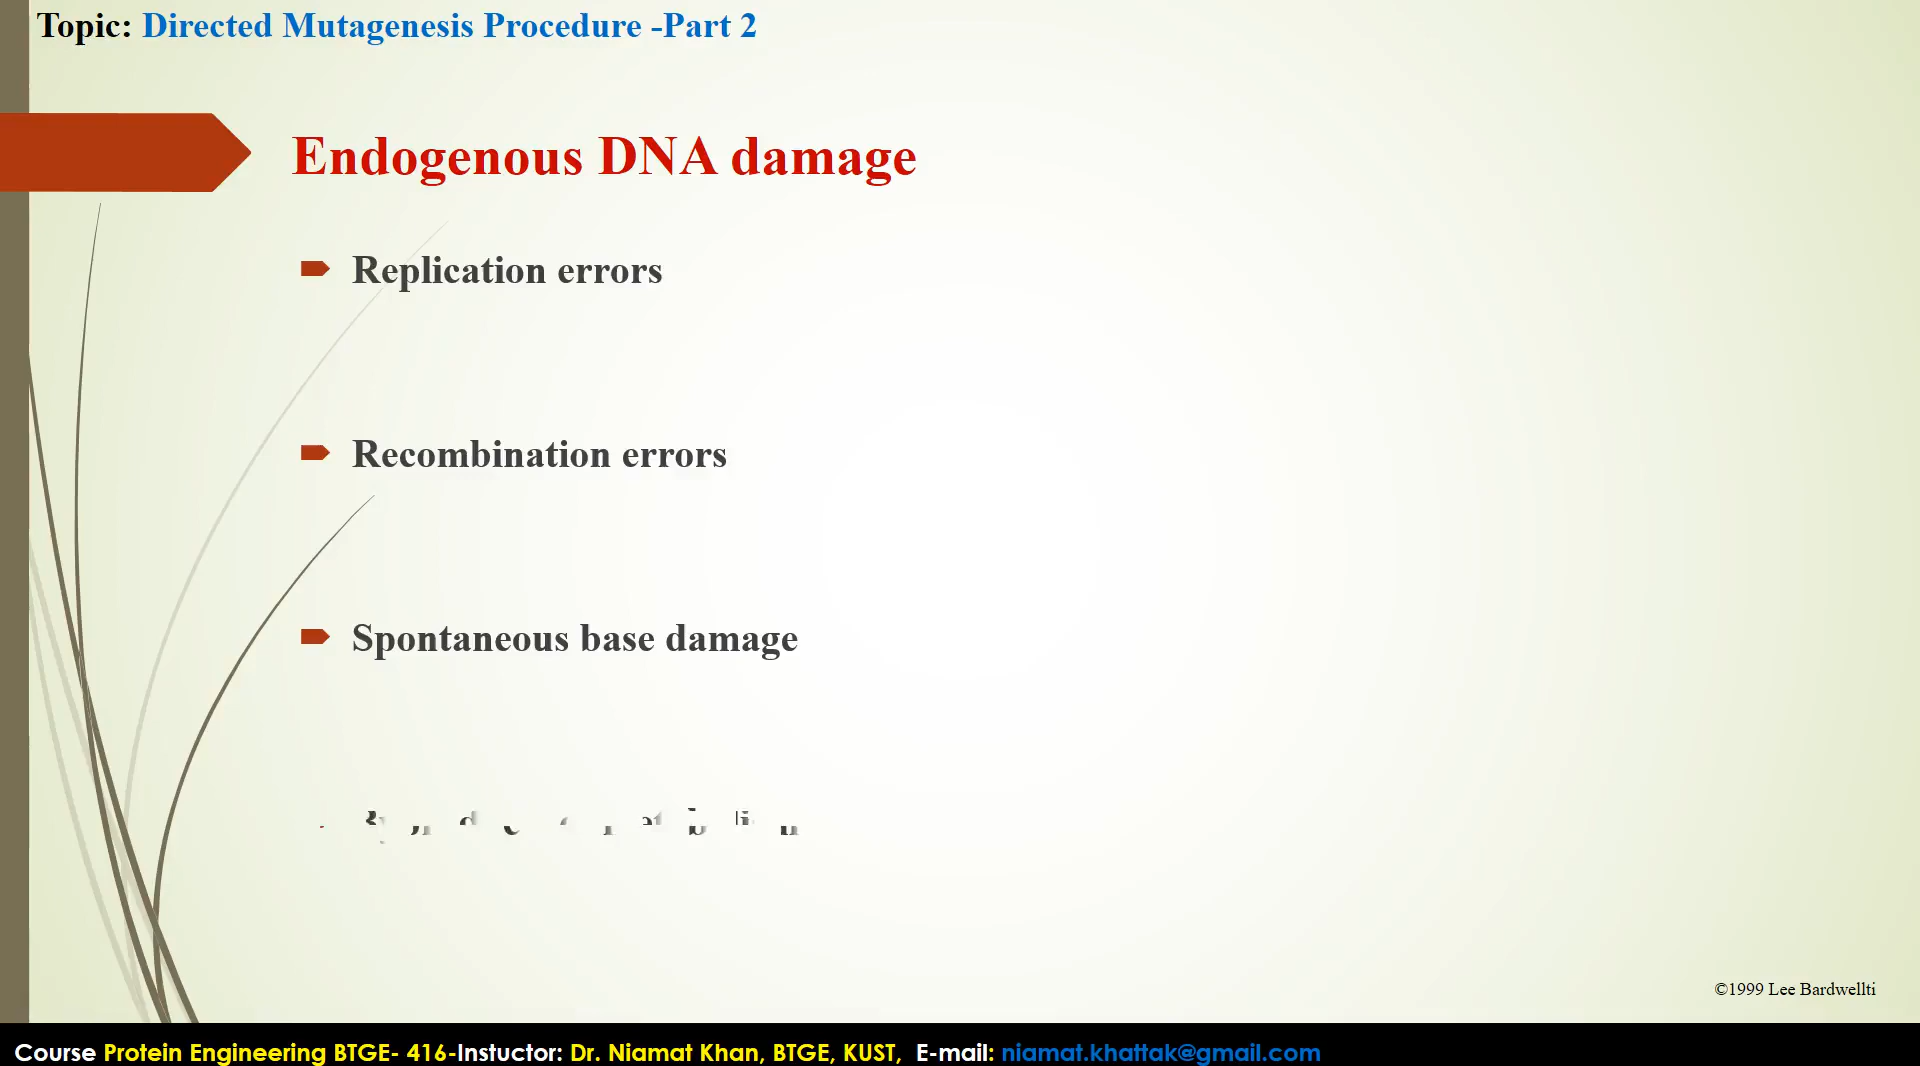 Topic: Directed Mutagenesis Procedure -Part 2
Endogenous DNA damage
Replication errors
Recombination errors
Spontaneous base damage
©1999 Lee Bardwellti
Course Protein Engineering BTGE- 416-Instuctor: Dr. Niamat Khan, BTGE, KUST, E-mail: niamat.khattak@gmail.com